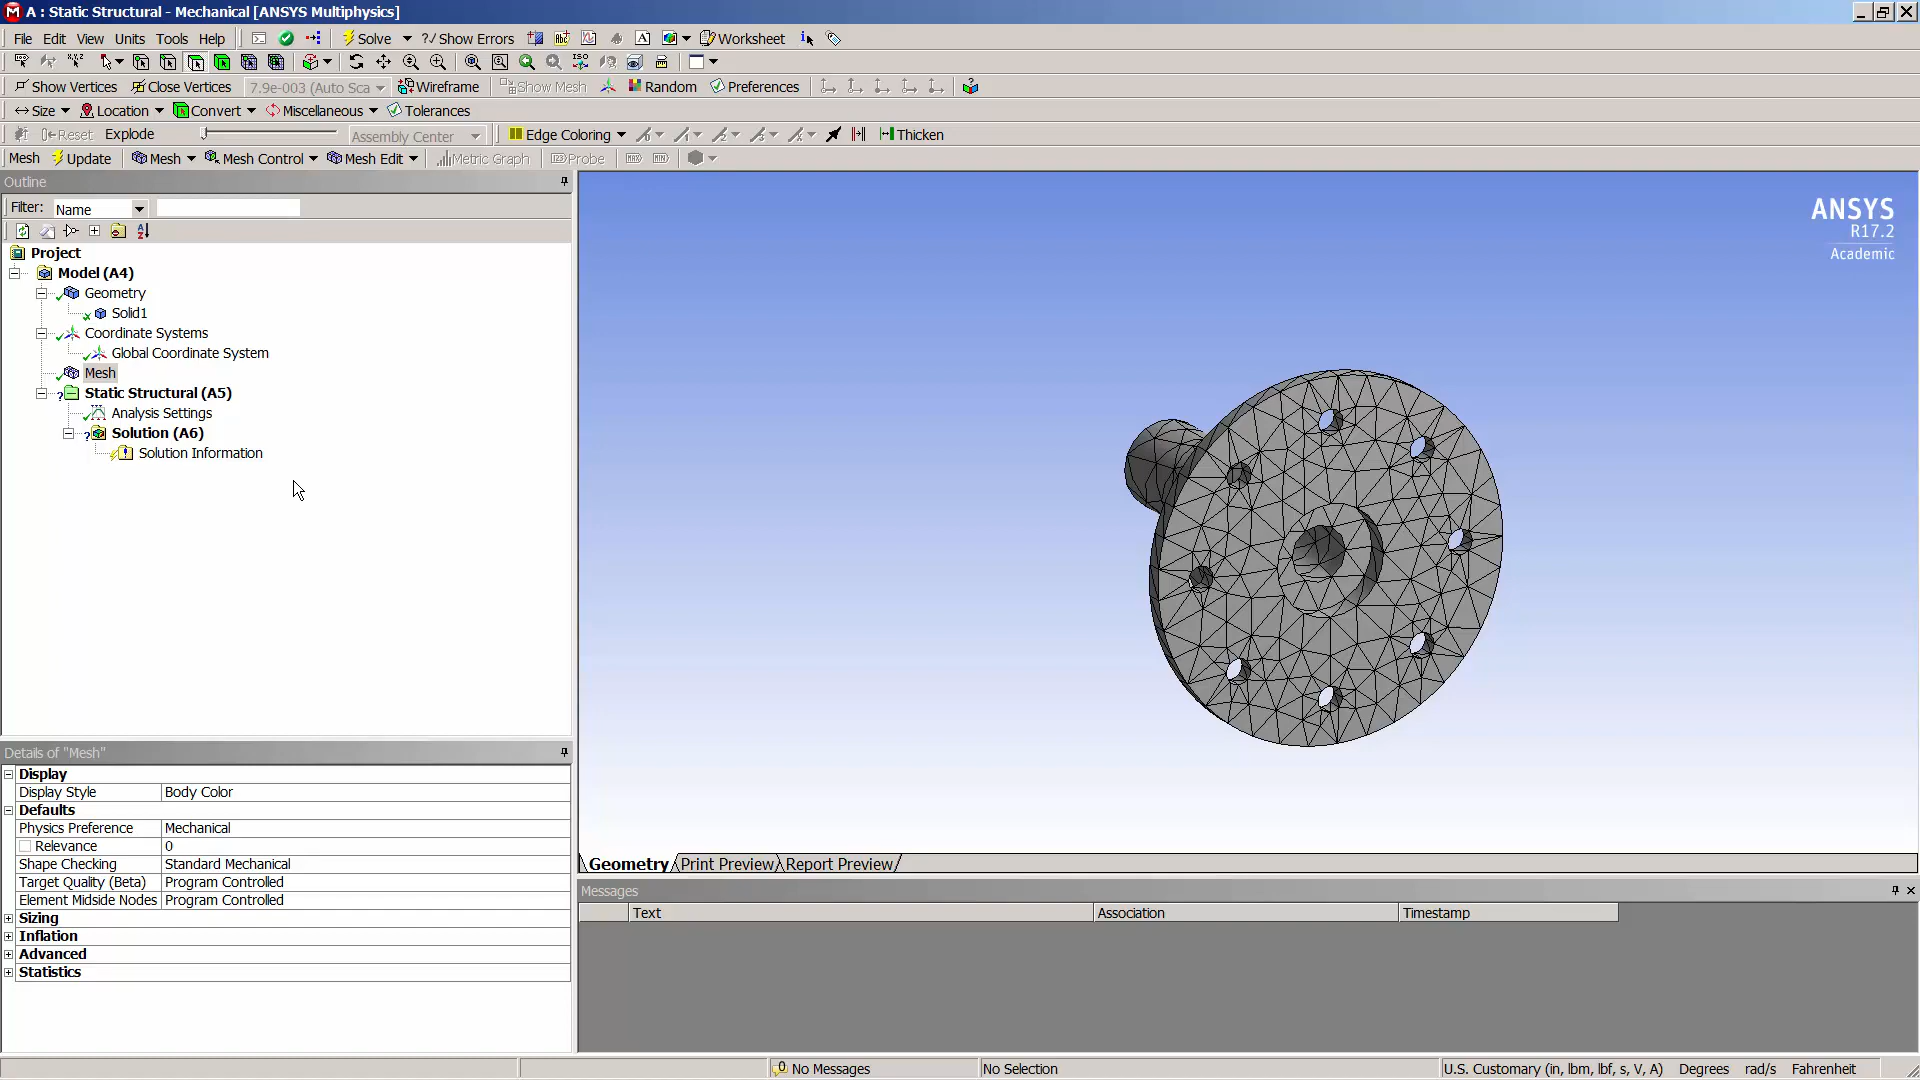 A : Static Structural - Mechanical [ANSYS Multiphysics]
File Edit View Units Tools Help Solve ?/ Show Errors Worksheet
Show Vertices Close Vertices 7.9e-003 (Auto Sca Wireframe Show Mesh Random Preferences
Size Location Convert Miscellaneous Tolerances
Reset Explode Assembly Center Edge Coloring Thicken
Mesh Update Mesh Mesh Control Mesh Edit Metric Graph Probe
Outline
Filter: Name
Project
Model (A4)
Geometry
Solid1
Coordinate Systems
Global Coordinate System
Mesh
Static Structural (A5)
Analysis Settings
Solution (A6)
Solution Information
Details of "Mesh"
Display
Display Style Body Color
Defaults
Physics Preference Mechanical
Relevance 0
Shape Checking Standard Mechanical
Target Quality (Beta) Program Controlled
Element Midside Nodes Program Controlled
Sizing
Inflation
Advanced
Statistics
ANSYS
R17.2
Academic
Geometry Print Preview Report Preview
Messages
Text Association Timestamp
0 No Messages No Selection U.S. Customary (in, lbm, lbf, s, V, A) Degrees rad/s Fahrenheit